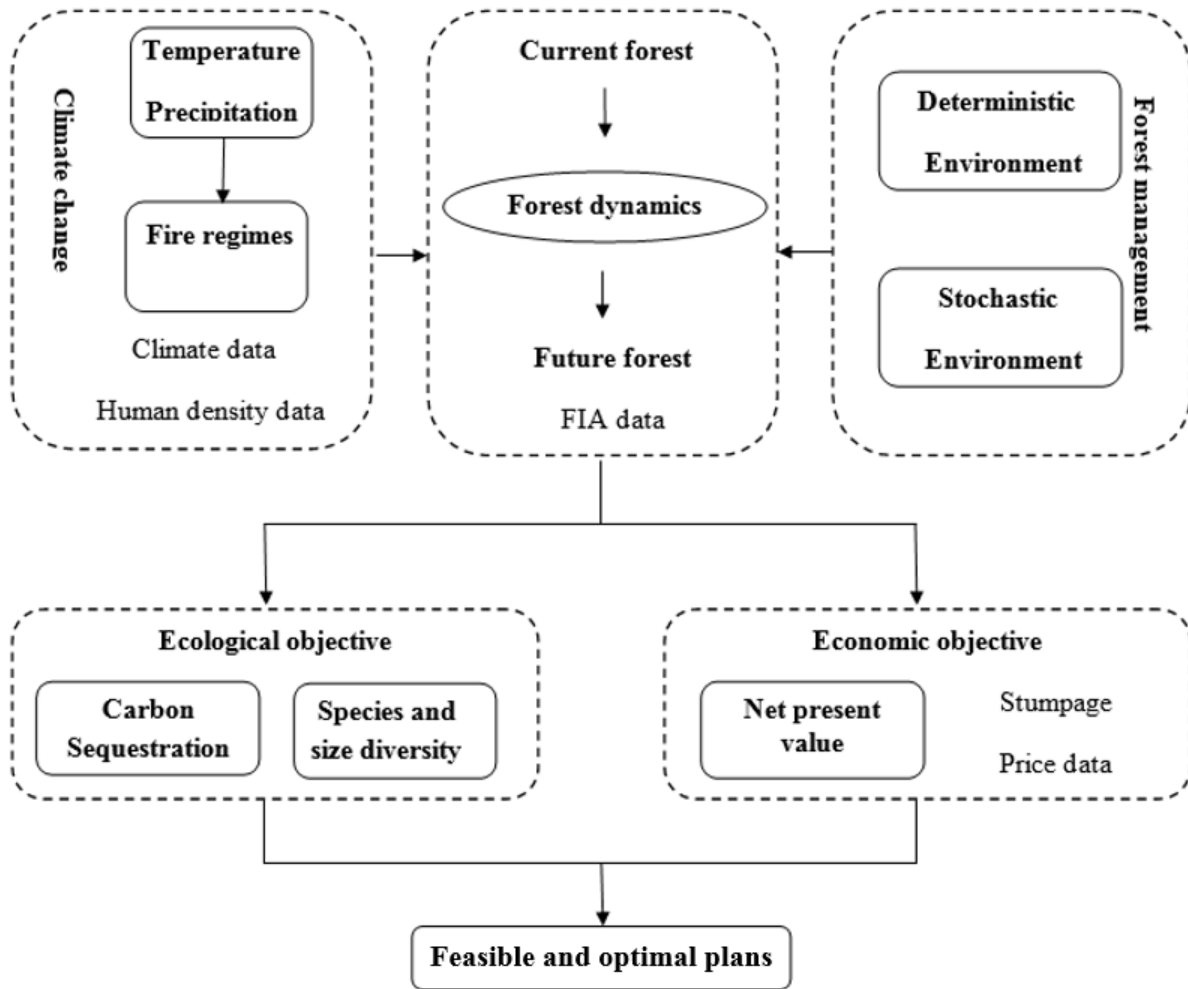 Climate change
Temperature
Precipitation
Fire regimes
Climate data
Human density data
Current forest
Forest dynamics
Future forest
FIA data
Deterministic
Environment
Stochastic
Environment
Forest management
Ecological objective
Carbon
Sequestration
Species and
size diversity
Economic objective
Net present
value
Stumpage
Price data
Feasible and optimal plans